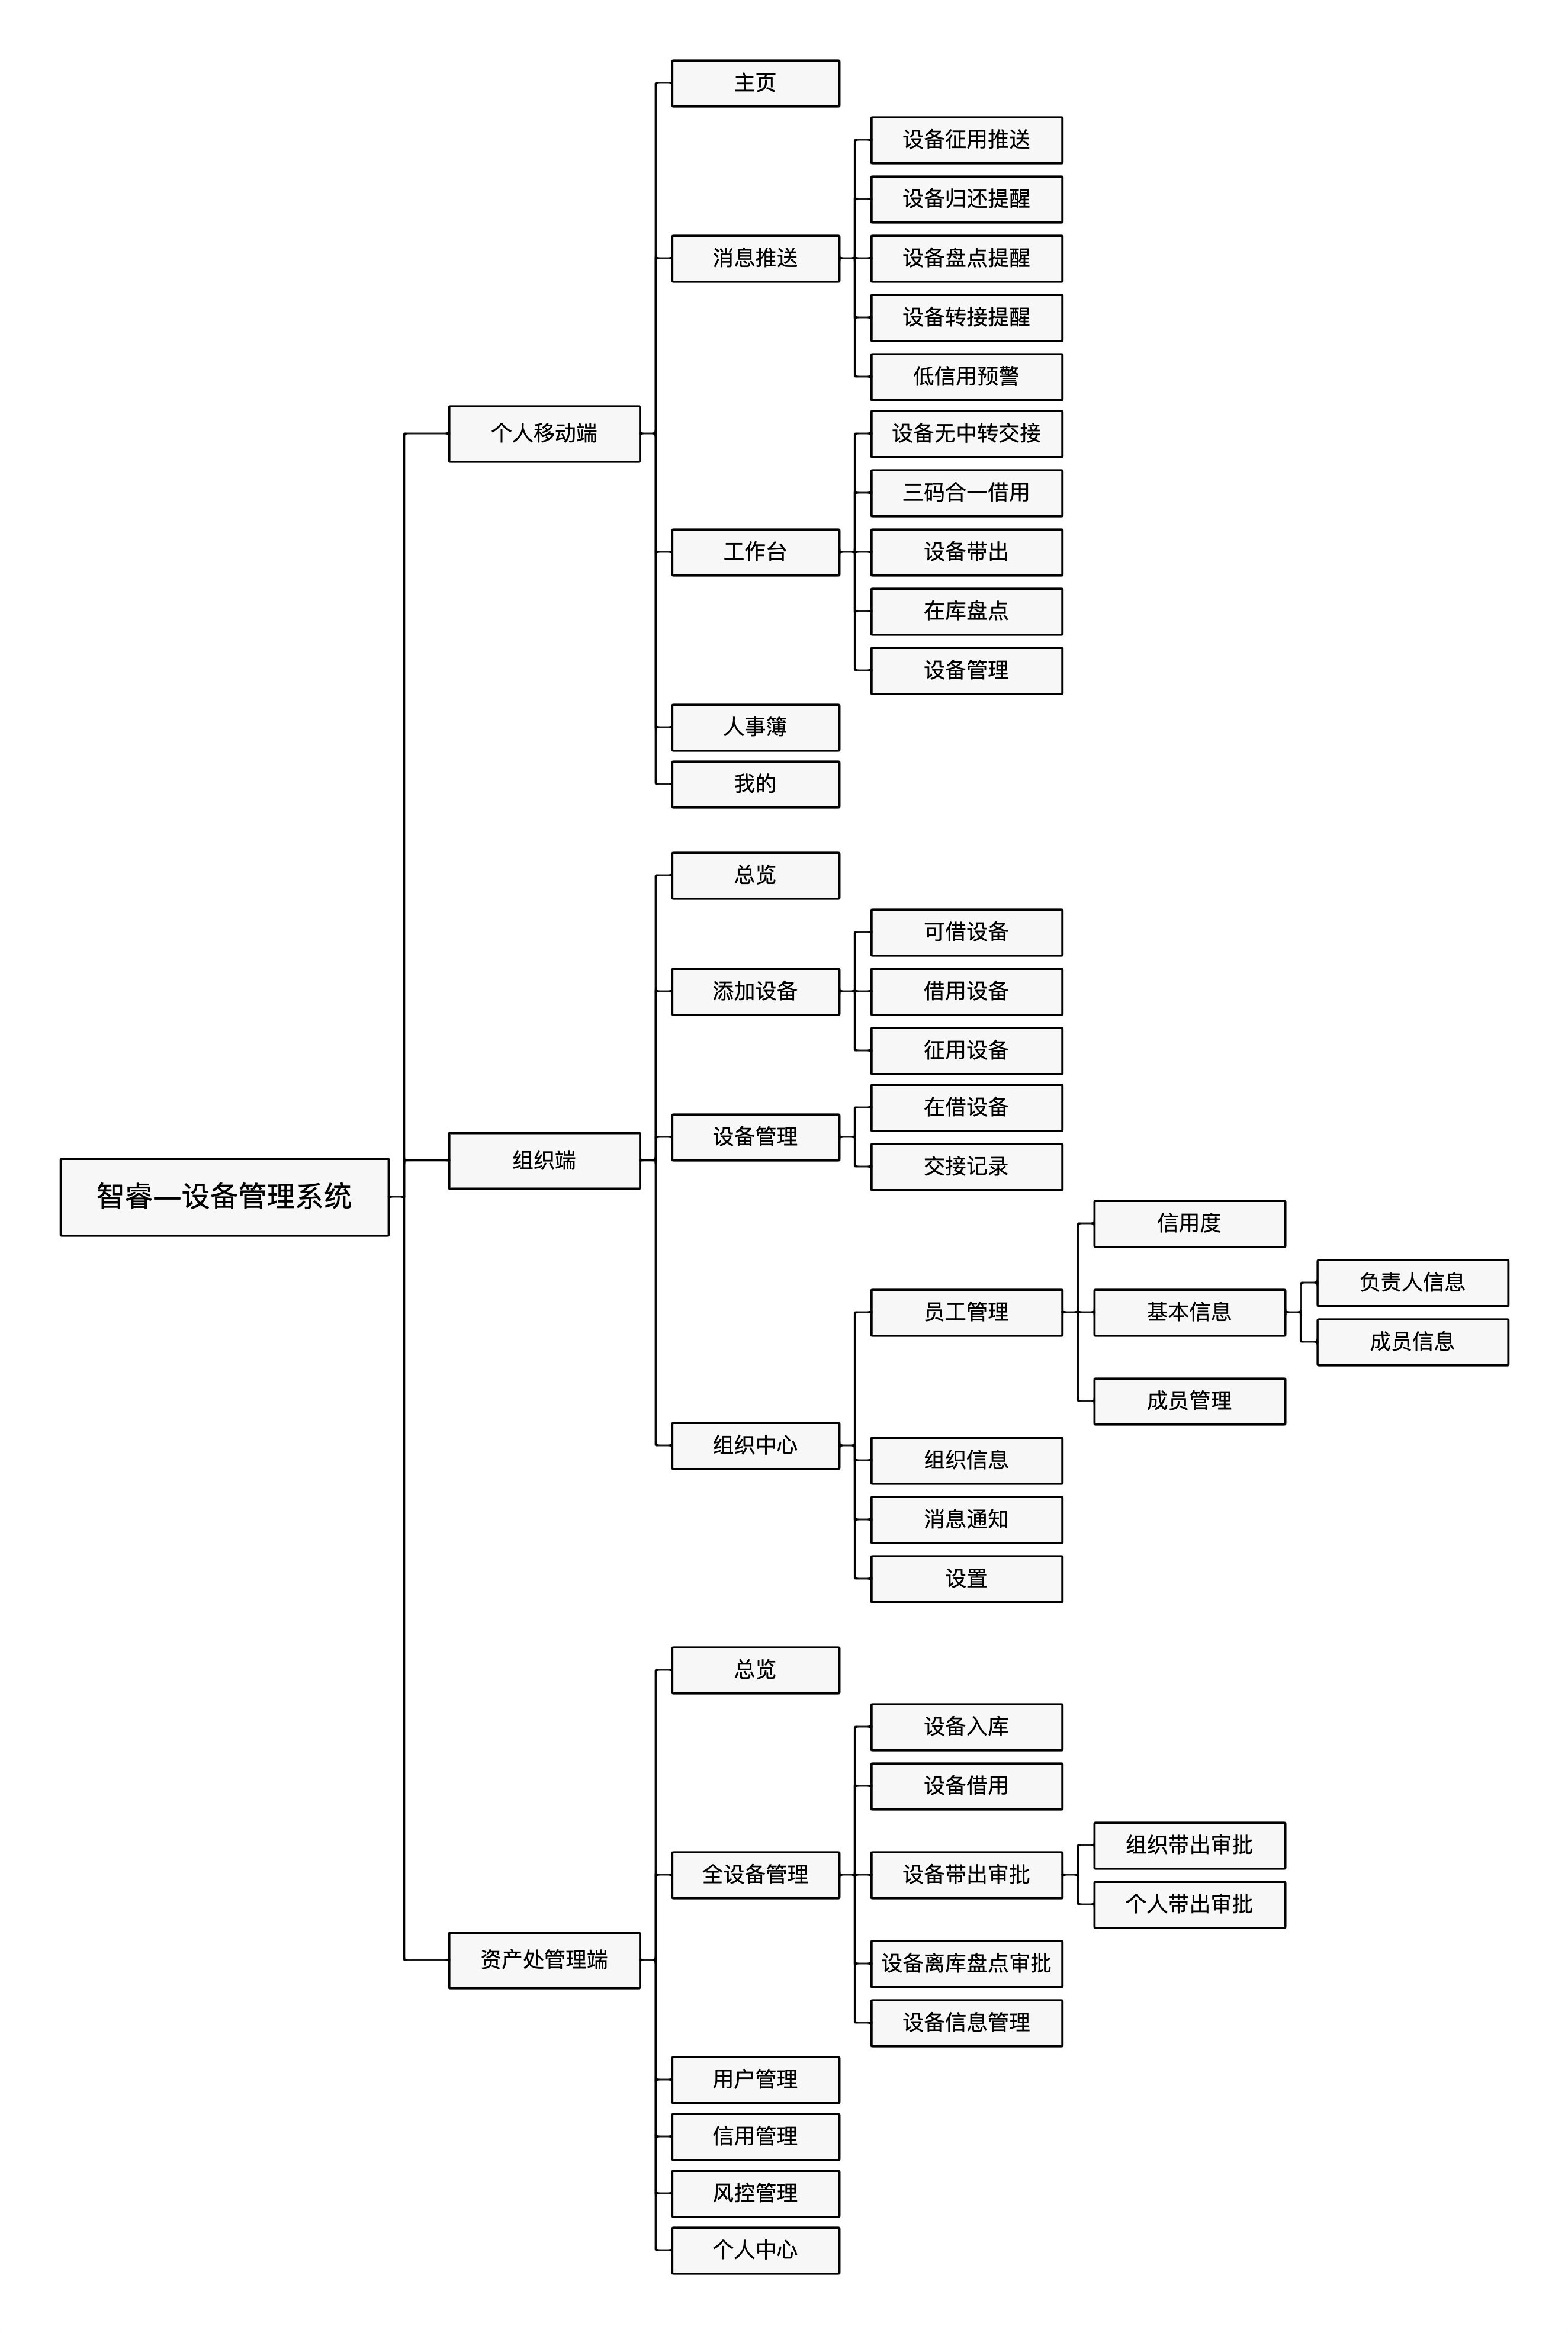 智睿—设备管理系统
个人移动端
主页
消息推送
设备征用推送
设备归还提醒
设备盘点提醒
设备转接提醒
低信用预警
工作台
设备无中转交接
三码合一借用
设备带出
在库盘点
设备管理
人事簿
我的
组织端
总览
添加设备
可借设备
借用设备
征用设备
设备管理
在借设备
交接记录
组织中心
员工管理
信用度
基本信息
负责人信息
成员信息
成员管理
组织信息
消息通知
设置
资产处管理端
总览
全设备管理
设备入库
设备借用
设备带出审批
组织带出审批
个人带出审批
设备离库盘点审批
设备信息管理
用户管理
信用管理
风控管理
个人中心